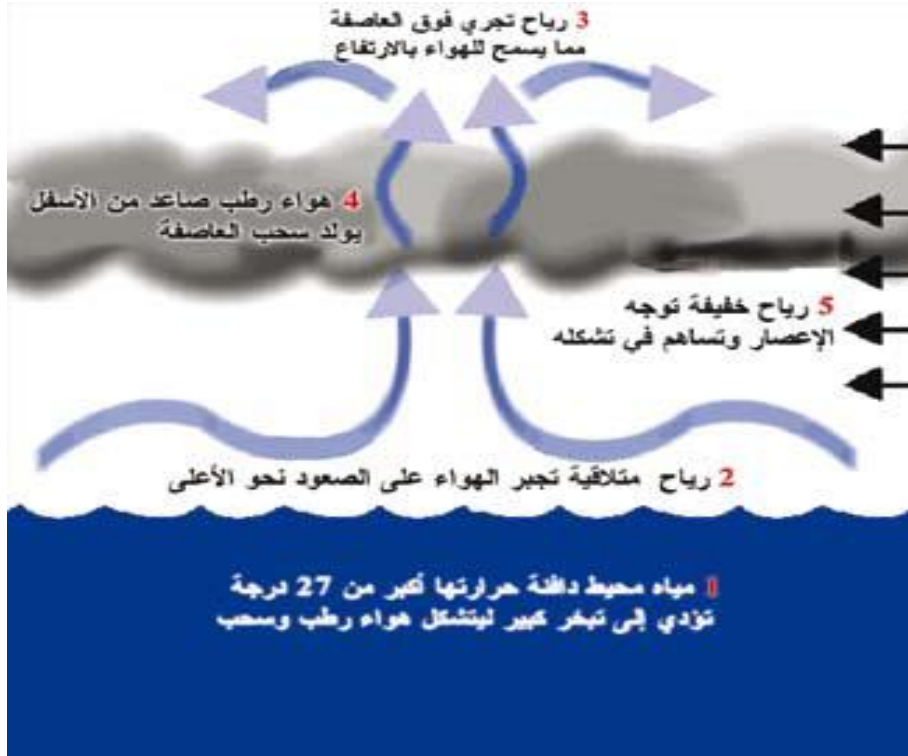 3 رياح تجري فوق العاصفة
مما يسمح للهواء بالارتفاع
4 هواء رطب صاعد من الأسفل
يولد سحب العاصفة
5 رياح خفيفة توجه
الإعصار وتساهم في تشكله
2 رياح متلاقية تجبر الهواء على الصعود نحو الأعلى
1 مياه محيط دافئة حرارتها أكبر من 27 درجة
تؤدي إلى تبخر كبير ليتشكل هواء رطب وسحب